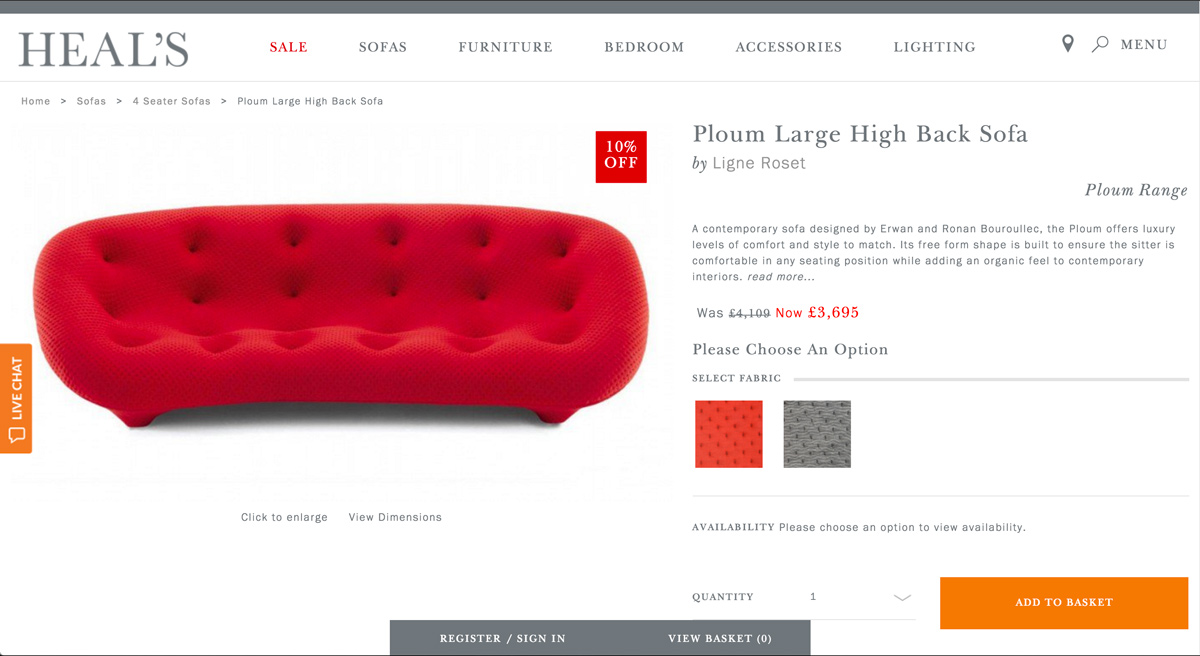 HEAL'S
SALE SOFAS FURNITURE BEDROOM ACCESSORIES LIGHTING MENU
Home > Sofas > 4 Seater Sofas > Ploum Large High Back Sofa
10%
OFF
Ploum Large High Back Sofa
by Ligne Roset
Ploum Range
A contemporary sofa designed by Erwan and Ronan Bouroullec, the Ploum offers luxury
levels of comfort and style to match. Its free form shape is built to ensure the sitter is
comfortable in any seating position while adding an organic feel to contemporary
interiors. read more...
Was £4,109 Now £3,695
Please Choose An Option
SELECT FABRIC
LIVE CHAT
Click to enlarge View Dimensions
AVAILABILITY Please choose an option to view availability.
QUANTITY 1
ADD TO BASKET
REGISTER / SIGN IN VIEW BASKET (0)